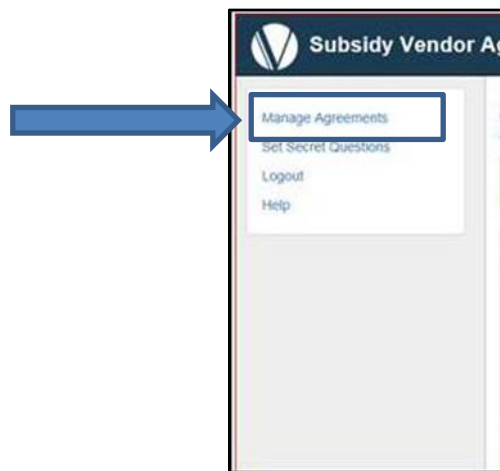 Subsidy Vendor Ag
Manage Agreements
Set Secret Questions
Logout
Help